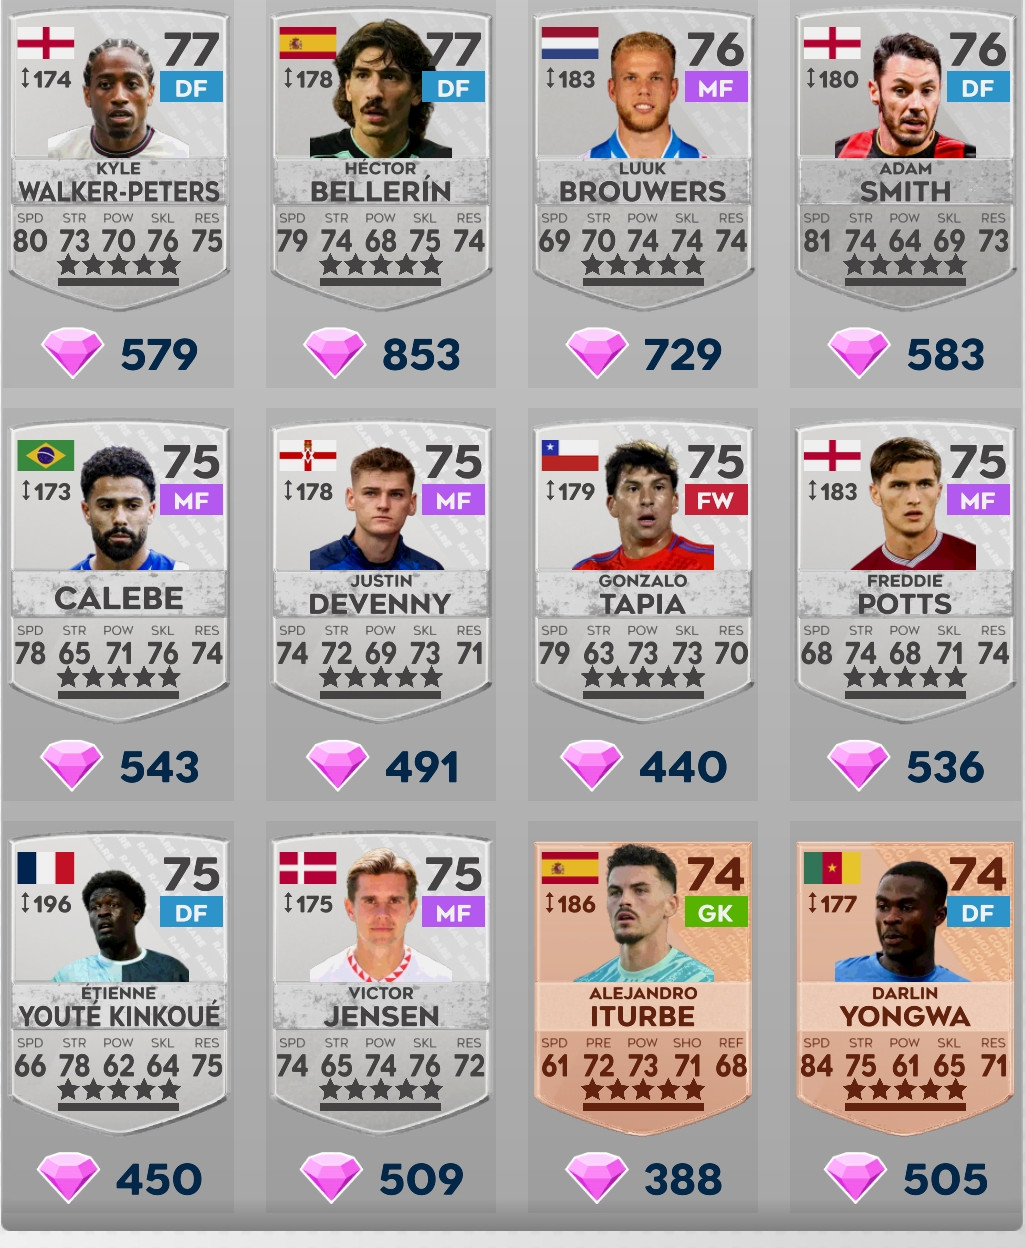 77
174
DF
KYLE
WALKER-PETERS
SPD STR POW SKL RES
80 73 70 76 75
579
77
178
DF
HÉCTOR
BELLERÍN
SPD STR POW SKL RES
79 74 68 75 74
853
76
183
MF
LUUK
BROUWERS
SPD STR POW SKL RES
69 70 74 74 74
729
76
180
DF
ADAM
SMITH
SPD STR POW SKL RES
81 74 64 69 73
583
75
173
MF
CALEBE
SPD STR POW SKL RES
78 65 71 76 74
543
75
178
MF
JUSTIN
DEVENNY
SPD STR POW SKL RES
74 72 69 73 71
491
75
179
FW
GONZALO
TAPIA
SPD STR POW SKL RES
79 63 73 73 70
440
75
183
MF
FREDDIE
POTTS
SPD STR POW SKL RES
68 74 68 71 74
536
75
196
DF
ÉTIENNE
YOUTÉ KINKOUÉ
SPD STR POW SKL RES
66 78 62 64 75
450
75
175
MF
VICTOR
JENSEN
SPD STR POW SKL RES
74 65 74 76 72
509
74
186
GK
ALEJANDRO
ITURBE
SPD PRE POW SHO REF
61 72 73 71 68
388
74
177
DF
DARLIN
YONGWA
SPD STR POW SKL RES
84 75 61 65 71
505